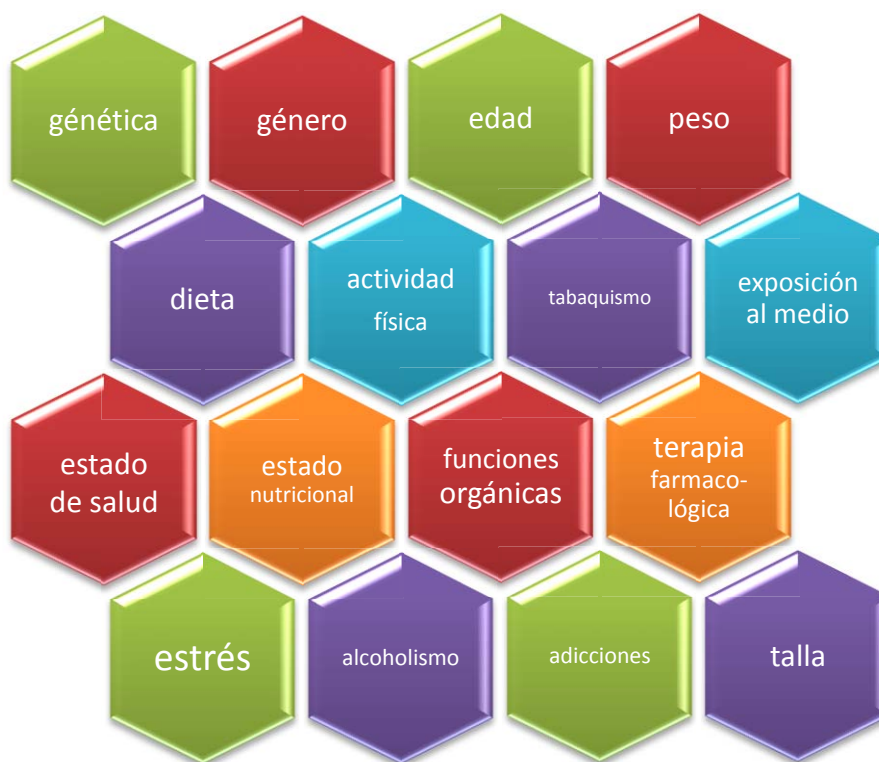 génética
género
edad
peso
dieta
actividad
física
tabaquismo
exposición
al medio
estado
de salud
estado
nutricional
funciones
orgánicas
terapia
farmaco-
lógica
estrés
alcoholismo
adicciones
talla